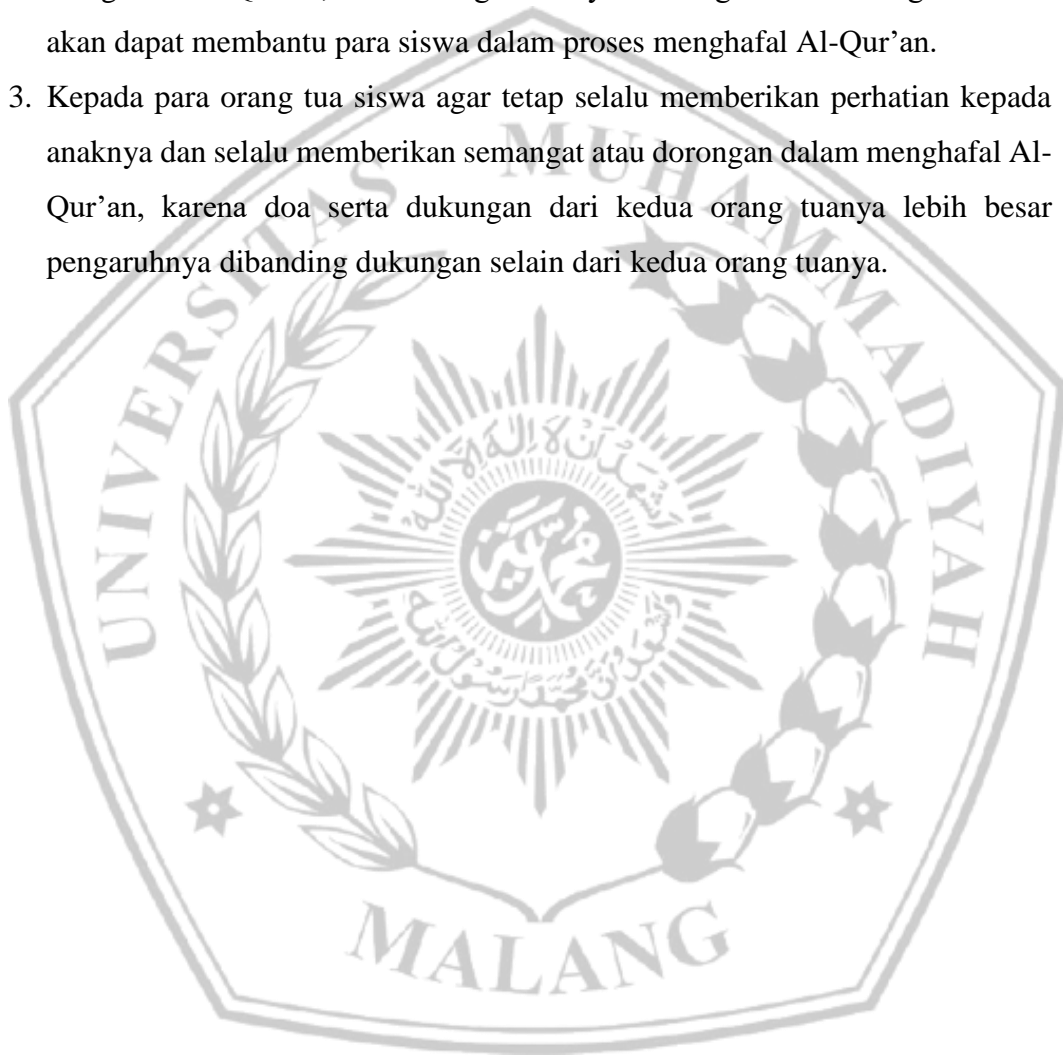 akan dapat membantu para siswa dalam proses menghafal Al-Qur’an.
3. Kepada para orang tua siswa agar tetap selalu memberikan perhatian kepada
anaknya dan selalu memberikan semangat atau dorongan dalam menghafal Al-
Qur’an, karena doa serta dukungan dari kedua orang tuanya lebih besar
pengaruhnya dibanding dukungan selain dari kedua orang tuanya.
UNIVERSITAS MUHAMMADIYAH
MALANG